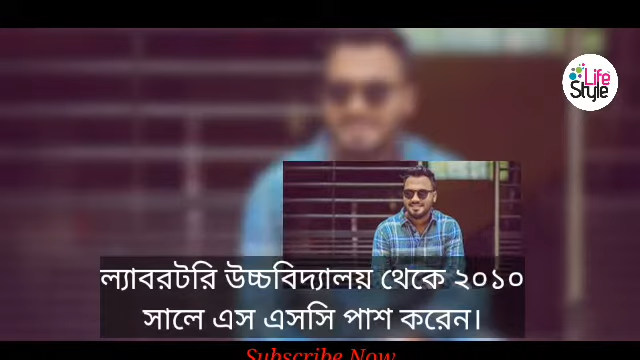 Life
Style
ল্যাবরটরি উচ্চবিদ্যালয় থেকে ২০১০
সালে এস এসসি পাশ করেন।
Subscribe Now